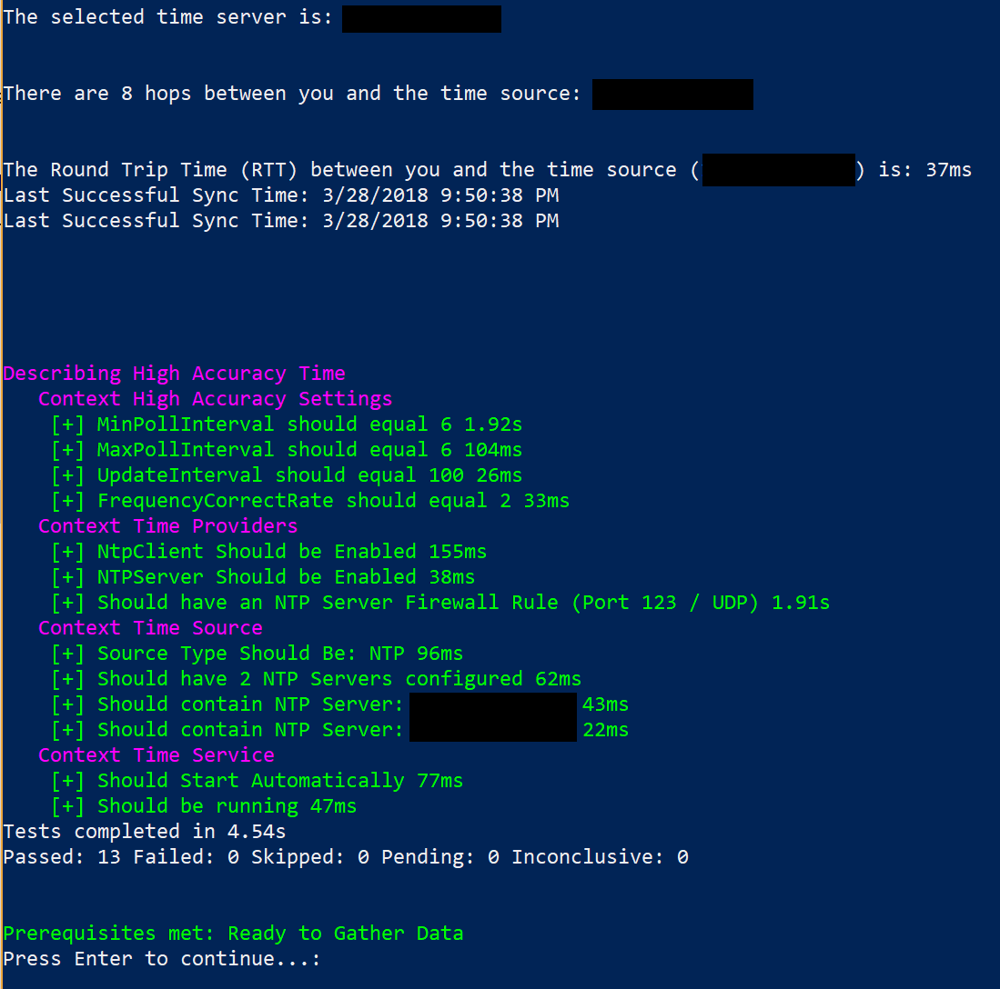 The selected time server is:
There are 8 hops between you and the time source:
The Round Trip Time (RTT) between you and the time source ( ) is: 37ms
Last Successful Sync Time: 3/28/2018 9:50:38 PM
Last Successful Sync Time: 3/28/2018 9:50:38 PM
Describing High Accuracy Time
Context High Accuracy Settings
[+] MinPollInterval should equal 6 1.92s
[+] MaxPollInterval should equal 6 104ms
[+] UpdateInterval should equal 100 26ms
[+] FrequencyCorrectRate should equal 2 33ms
Context Time Providers
[+] NtpClient Should be Enabled 155ms
[+] NTPServer Should be Enabled 38ms
[+] Should have an NTP Server Firewall Rule (Port 123 / UDP) 1.91s
Context Time Source
[+] Source Type Should Be: NTP 96ms
[+] Should have 2 NTP Servers configured 62ms
[+] Should contain NTP Server: 43ms
[+] Should contain NTP Server: 22ms
Context Time Service
[+] Should Start Automatically 77ms
[+] Should be running 47ms
Tests completed in 4.54s
Passed: 13 Failed: 0 Skipped: 0 Pending: 0 Inconclusive: 0
Prerequisites met: Ready to Gather Data
Press Enter to continue...: